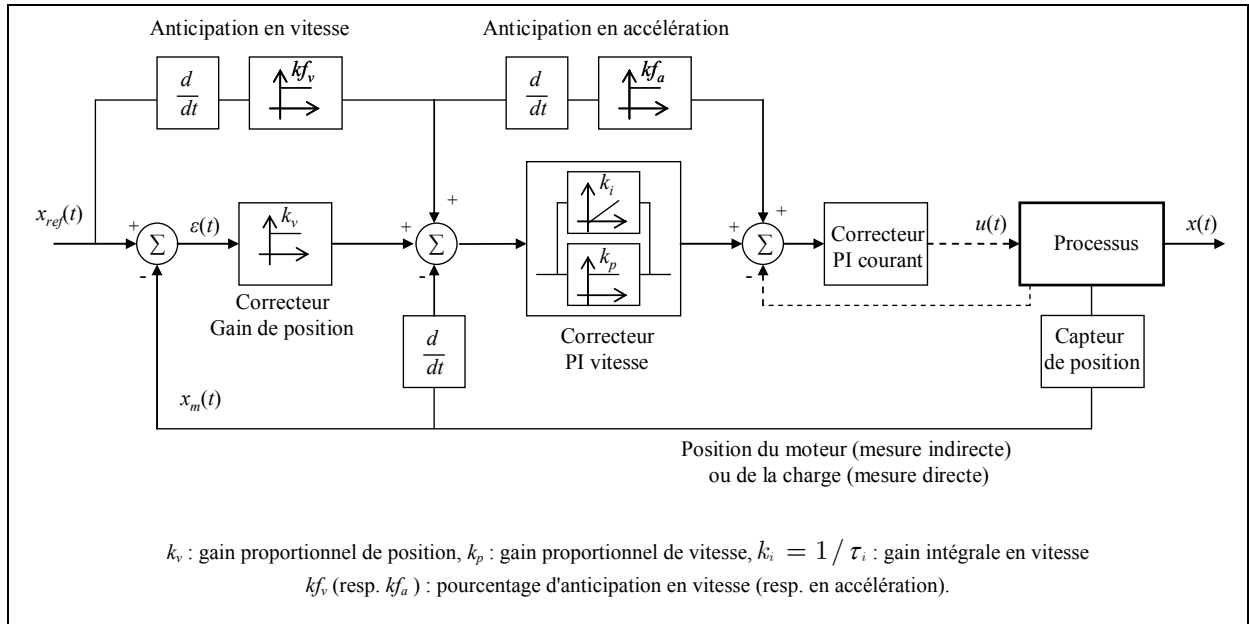 Anticipation en vitesse
Anticipation en accélération
d
dt
kf_v
d
dt
kf_a
+
+
x_ref(t)
+
Σ
-
ε(t)
k_v
Correcteur
Gain de position
+
Σ
-
k_i
k_p
Correcteur
PI vitesse
+
Σ
-
Correcteur
PI courant
u(t)
Processus
x(t)
d
dt
Capteur
de position
x_m(t)
Position du moteur (mesure indirecte)
ou de la charge (mesure directe)
k_v : gain proportionnel de position, k_p : gain proportionnel de vitesse, k_i = 1/τ_i : gain intégrale en vitesse
kf_v (resp. kf_a ) : pourcentage d'anticipation en vitesse (resp. en accélération).